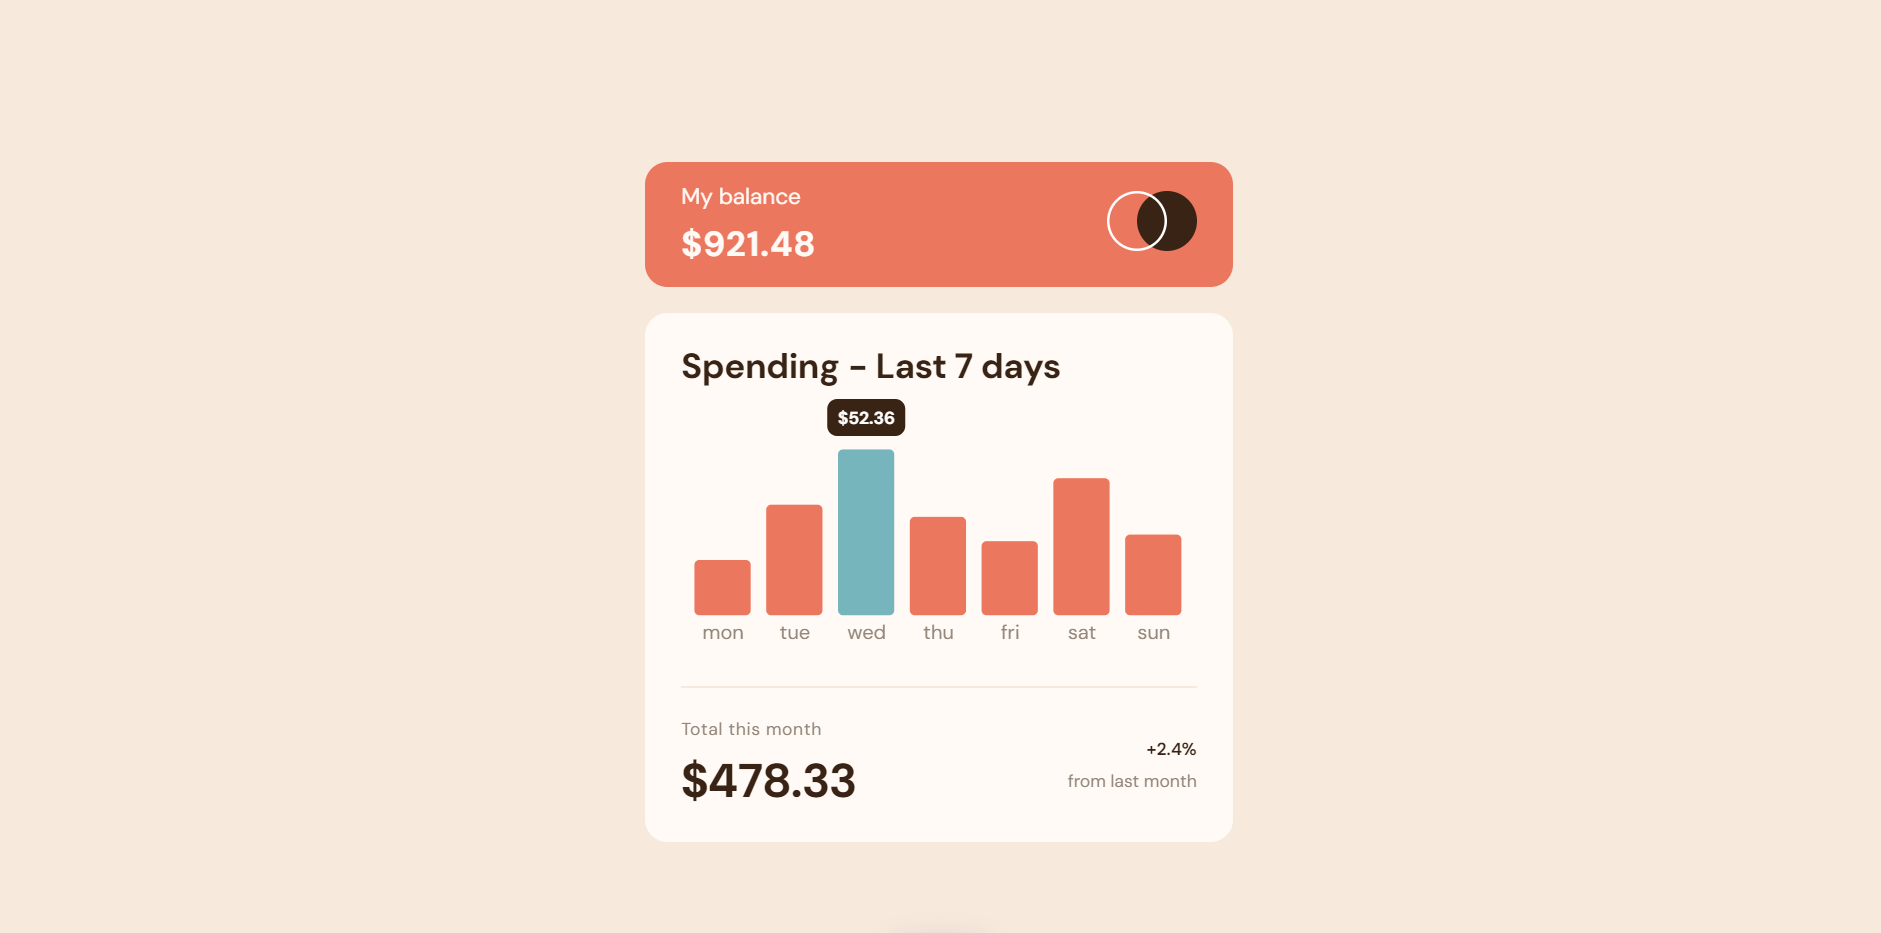 My balance
$921.48
Spending - Last 7 days
$52.36
mon tue wed thu fri sat sun
Total this month
$478.33
+2.4%
from last month